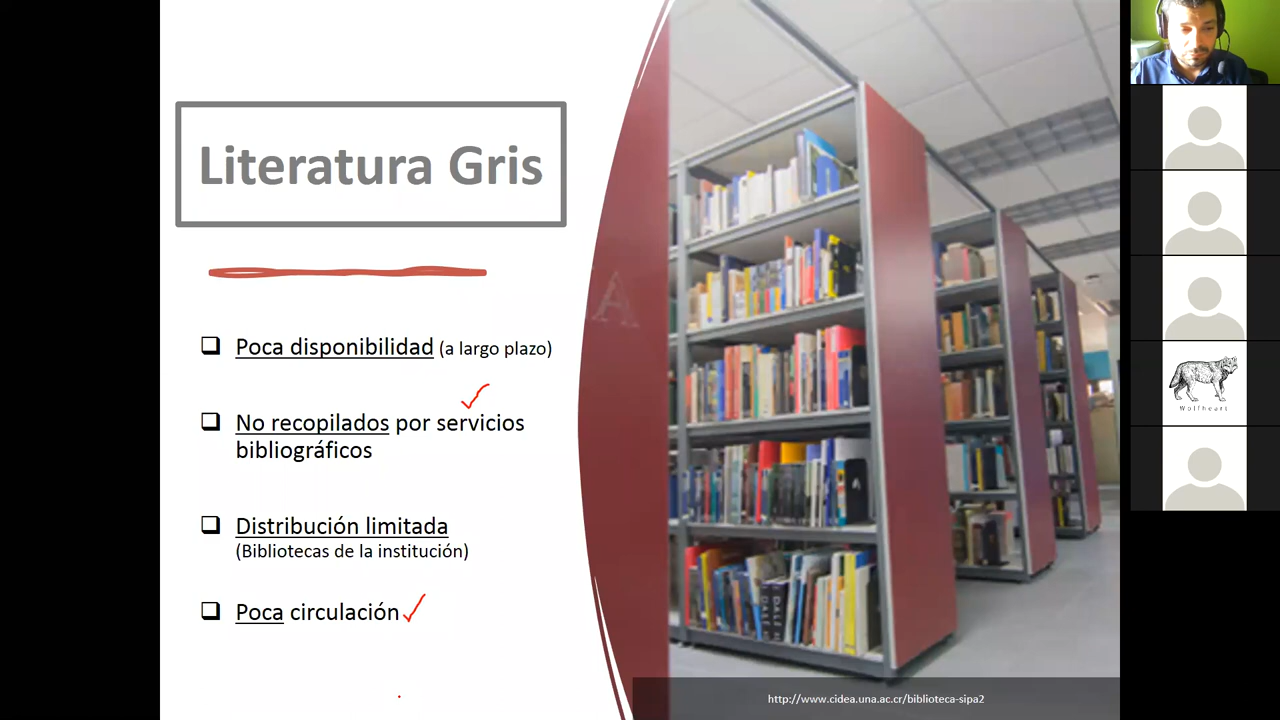 Literatura Gris
Poca disponibilidad (a largo plazo)
No recopilados por servicios
bibliográficos
Distribución limitada
(Bibliotecas de la institución)
Poca circulación
http://www.cidea.una.ac.cr/biblioteca-sipa2
Wolfheart